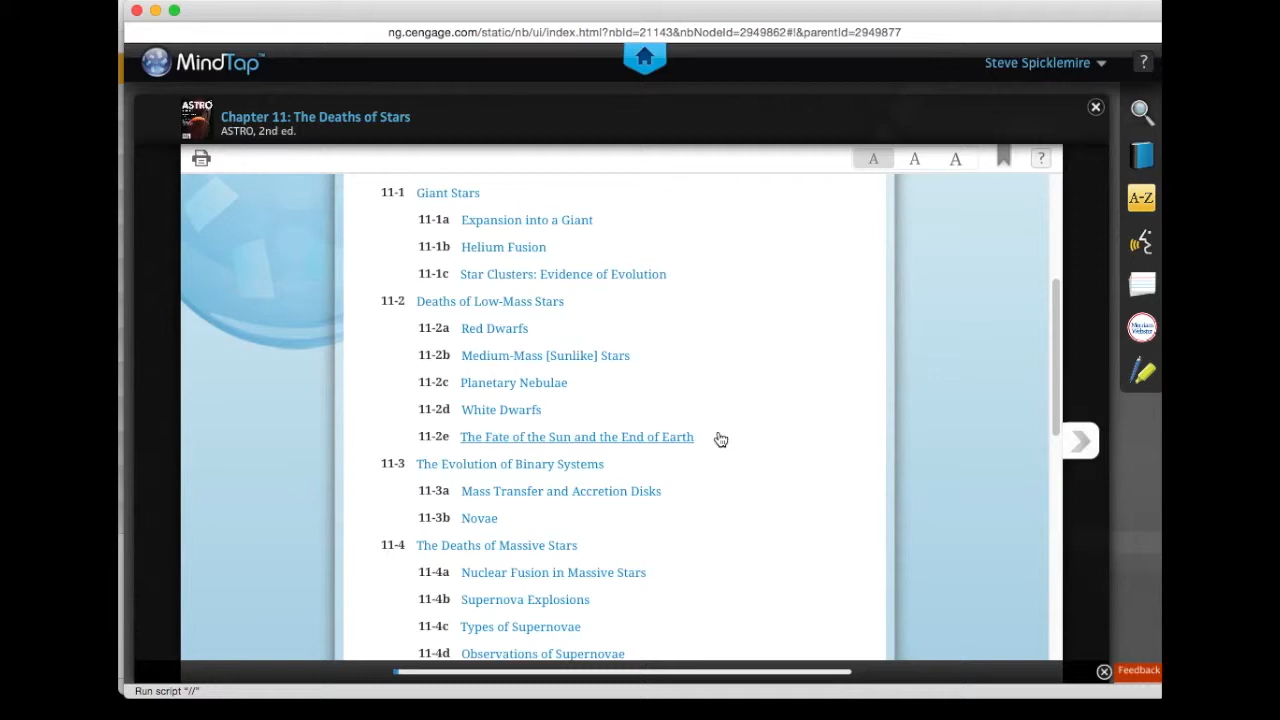 ng.cengage.com/static/nb/ui/index.html?nbId=21143&nbNodeId=2949862#!&parentId=2949877
MindTap™
Steve Spicklemire
?
ASTRO
Chapter 11: The Deaths of Stars
ASTRO, 2nd ed.
A A A ?
A-Z
11-1 Giant Stars
11-1a Expansion into a Giant
11-1b Helium Fusion
11-1c Star Clusters: Evidence of Evolution
11-2 Deaths of Low-Mass Stars
11-2a Red Dwarfs
Merriam
Webster
11-2b Medium-Mass [Sunlike] Stars
11-2c Planetary Nebulae
11-2d White Dwarfs
11-2e The Fate of the Sun and the End of Earth
11-3 The Evolution of Binary Systems
11-3a Mass Transfer and Accretion Disks
11-3b Novae
11-4 The Deaths of Massive Stars
11-4a Nuclear Fusion in Massive Stars
11-4b Supernova Explosions
11-4c Types of Supernovae
11-4d Observations of Supernovae
Feedback
Run script "//"